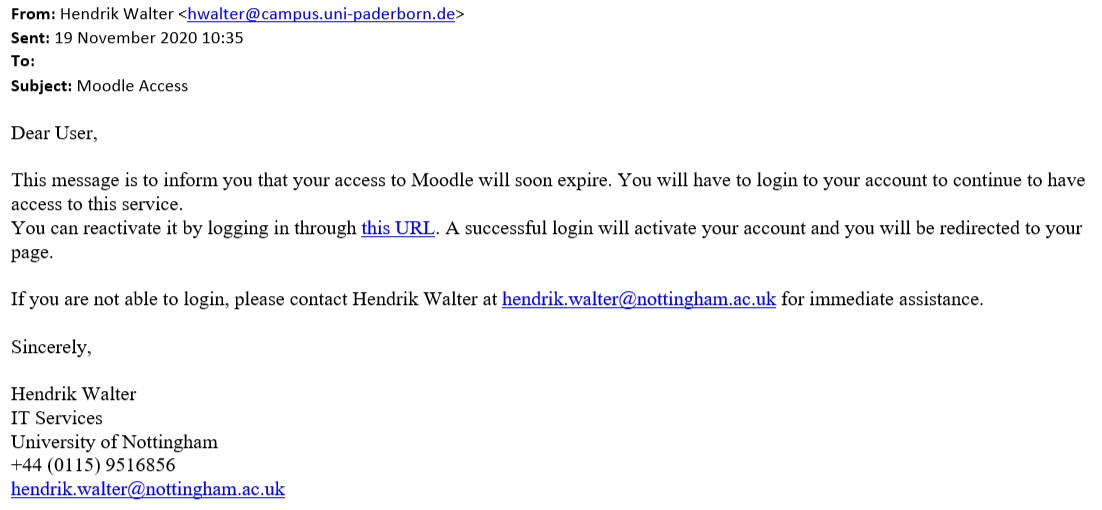 From: Hendrik Walter <hwalter@campus.uni-paderborn.de>
Sent: 19 November 2020 10:35
To:
Subject: Moodle Access
Dear User,
This message is to inform you that your access to Moodle will soon expire. You will have to login to your account to continue to have
access to this service.
You can reactivate it by logging in through this URL. A successful login will activate your account and you will be redirected to your
page.
If you are not able to login, please contact Hendrik Walter at hendrik.walter@nottingham.ac.uk for immediate assistance.
Sincerely,
Hendrik Walter
IT Services
University of Nottingham
+44 (0115) 9516856
hendrik.walter@nottingham.ac.uk